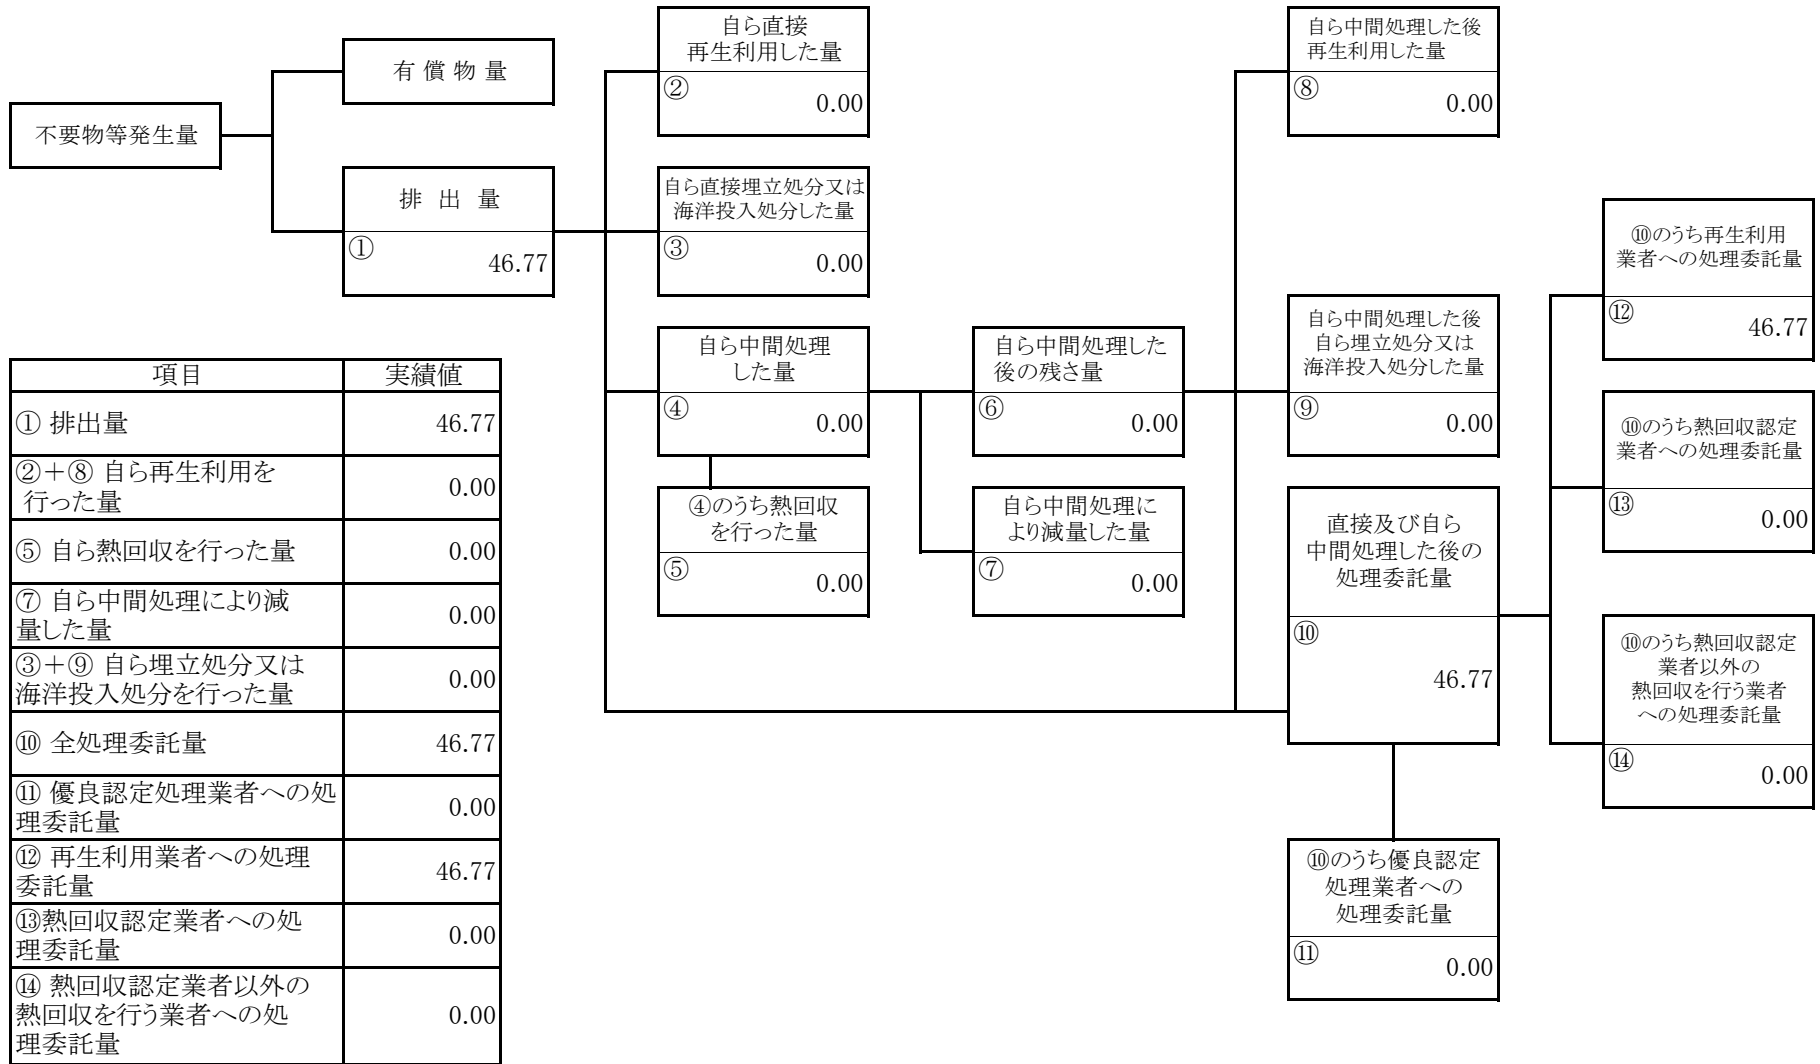 不要物等発生量
有 償 物 量
排 出 量
①
46.77
自ら直接
再生利用した量
②
0.00
自ら直接埋立処分又は
海洋投入処分した量
③
0.00
自ら中間処理
した量
④
0.00
④のうち熱回収
を行った量
⑤
0.00
自ら中間処理した
後の残さ量
⑥
0.00
自ら中間処理に
より減量した量
⑦
0.00
自ら中間処理した後
再生利用した量
⑧
0.00
自ら中間処理した後
自ら埋立処分又は
海洋投入処分した量
⑨
0.00
直接及び自ら
中間処理した後の
処理委託量
⑩
46.77
⑩のうち優良認定
処理業者への
処理委託量
⑪
0.00
⑩のうち再生利用
業者への処理委託量
⑫
46.77
⑩のうち熱回収認定
業者への処理委託量
⑬
0.00
⑩のうち熱回収認定
業者以外の
熱回収を行う業者
への処理委託量
⑭
0.00
項目 実績値
① 排出量 46.77
②+⑧ 自ら再生利用を
行った量 0.00
⑤ 自ら熱回収を行った量 0.00
⑦ 自ら中間処理により減
量した量 0.00
③+⑨ 自ら埋立処分又は
海洋投入処分を行った量 0.00
⑩ 全処理委託量 46.77
⑪ 優良認定処理業者への処
理委託量 0.00
⑫ 再生利用業者への処理
委託量 46.77
⑬熱回収認定業者への処
理委託量 0.00
⑭ 熱回収認定業者以外の
熱回収を行う業者への処
理委託量 0.00